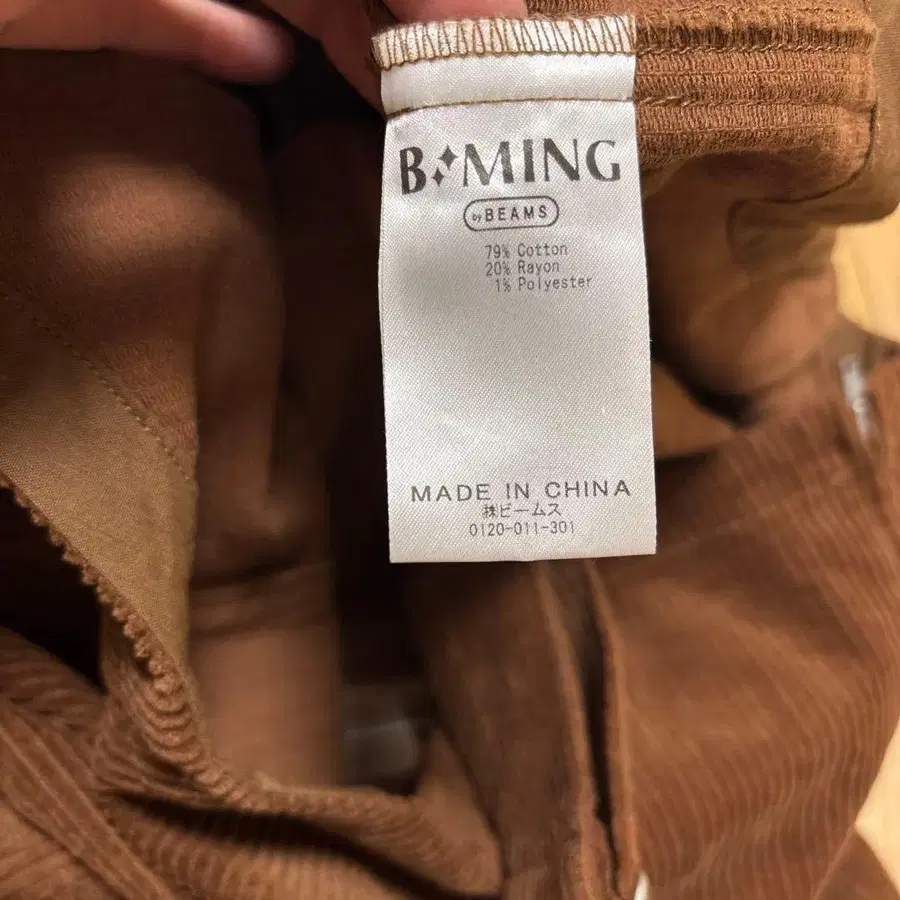 B✦✦MING
by BEAMS
79% Cotton
20% Rayon
1% Polyester
MADE IN CHINA
㈱ビームス
0120-011-301